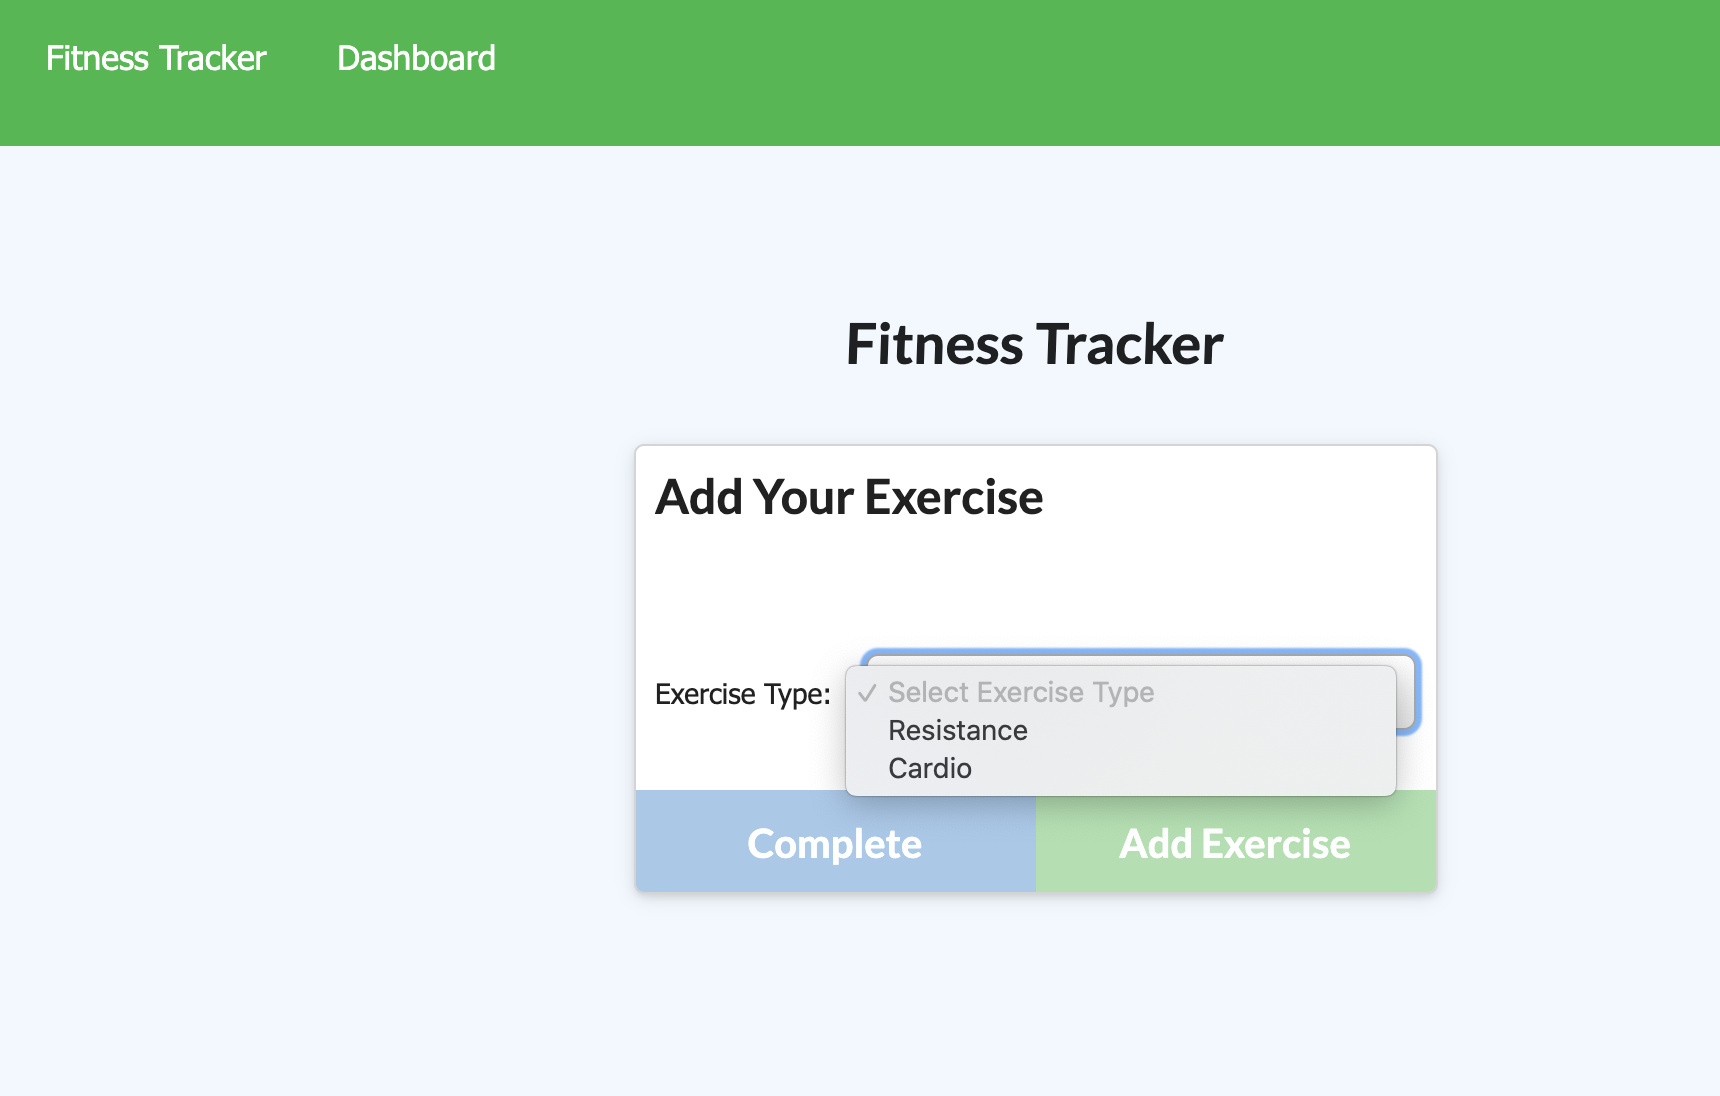 Fitness Tracker Dashboard
Fitness Tracker
Add Your Exercise
Exercise Type:
✓ Select Exercise Type
Resistance
Cardio
Complete Add Exercise